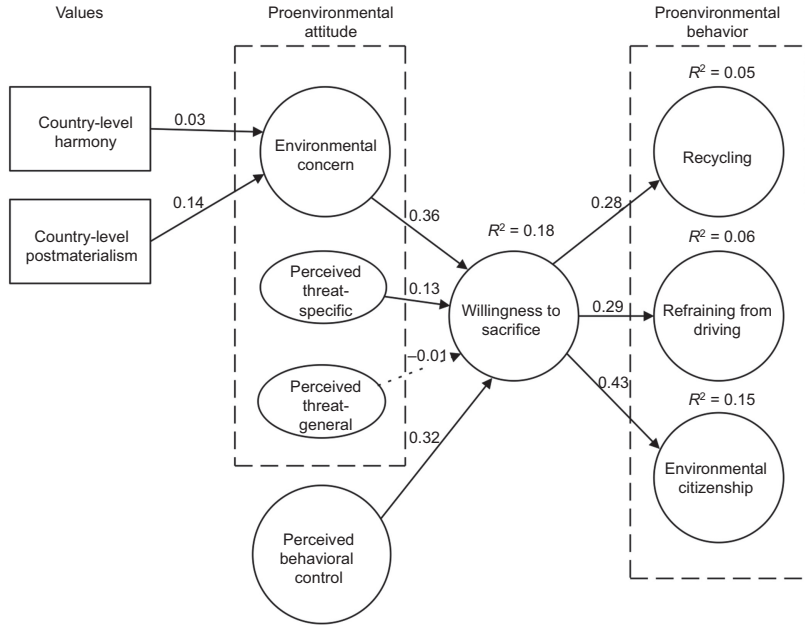 Values
Proenvironmental
attitude
Proenvironmental
behavior
Country-level
harmony
0.03
Environmental
concern
R² = 0.05
Recycling
Country-level
postmaterialism
0.14
0.36
0.28
R² = 0.18
R² = 0.06
Perceived
threat-
specific
0.13
Willingness to
sacrifice
0.29
Refraining from
driving
Perceived
threat-
general
–0.01
0.43
R² = 0.15
0.32
Environmental
citizenship
Perceived
behavioral
control